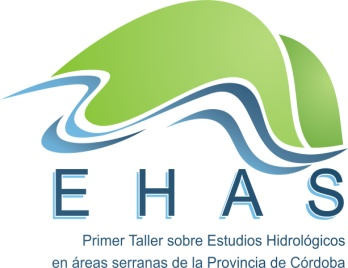 EHAS
Primer Taller sobre Estudios Hidrológicos
en áreas serranas de la Provincia de Córdoba